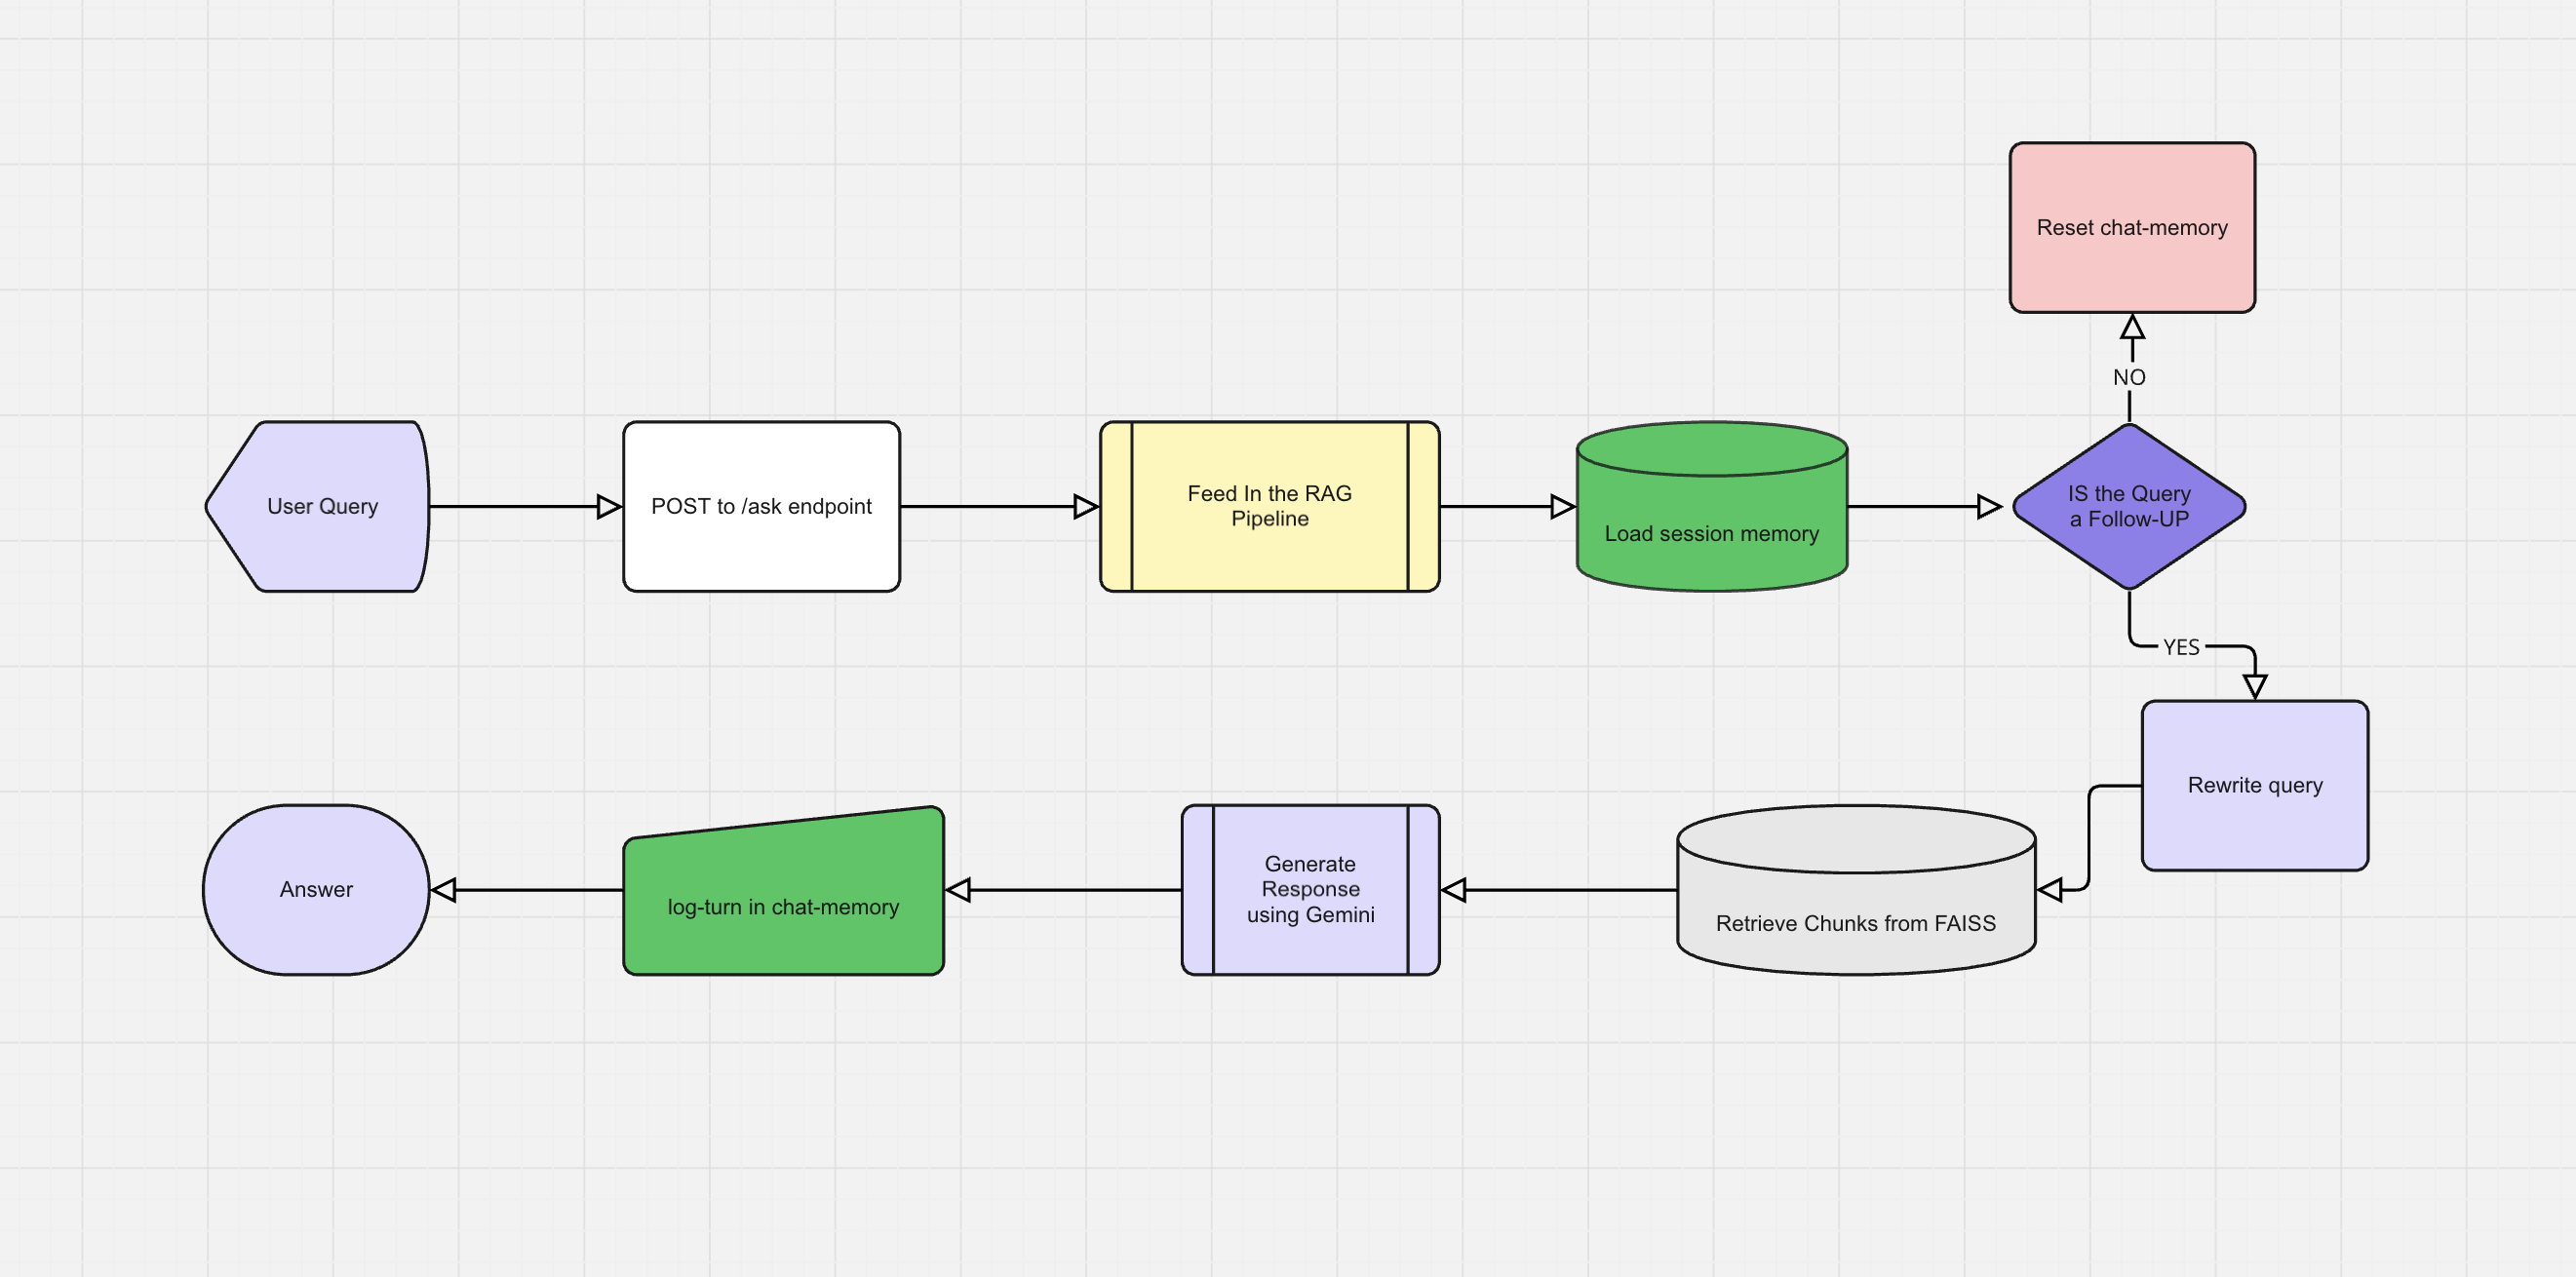 Reset chat-memory
NO
User Query
POST to /ask endpoint
Feed In the RAG
Pipeline
Load session memory
IS the Query
a Follow-UP
YES
Rewrite query
Answer
log-turn in chat-memory
Generate
Response
using Gemini
Retrieve Chunks from FAISS